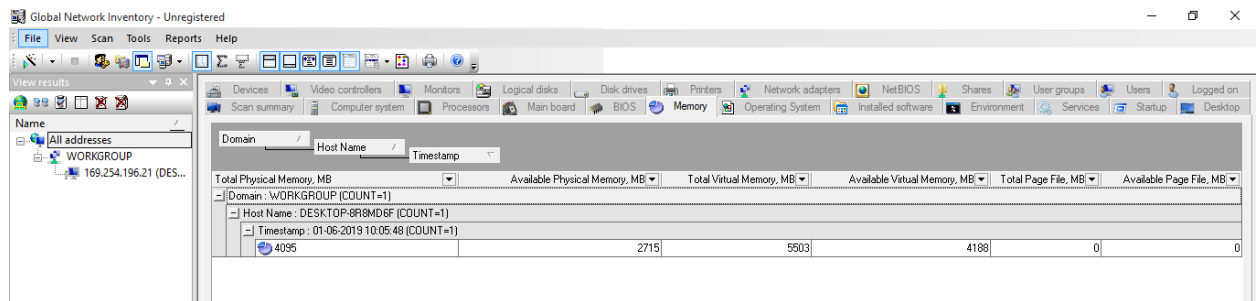 Global Network Inventory - Unregistered
File View Scan Tools Reports Help
View results
Name
All addresses
WORKGROUP
169.254.196.21 (DES...
Devices Video controllers Monitors Logical disks Disk drives Printers Network adapters NetBIOS Shares User groups Users Logged on
Scan summary Computer system Processors Main board BIOS Memory Operating System Installed software Environment Services Startup Desktop
Domain
Host Name
Timestamp
Total Physical Memory, MB Available Physical Memory, MB Total Virtual Memory, MB Available Virtual Memory, MB Total Page File, MB Available Page File, MB
Domain : WORKGROUP (COUNT=1)
Host Name : DESKTOP-8R8MD6F (COUNT=1)
Timestamp : 01-06-2019 10:05:48 (COUNT=1)
4095 2715 5503 4188 0 0